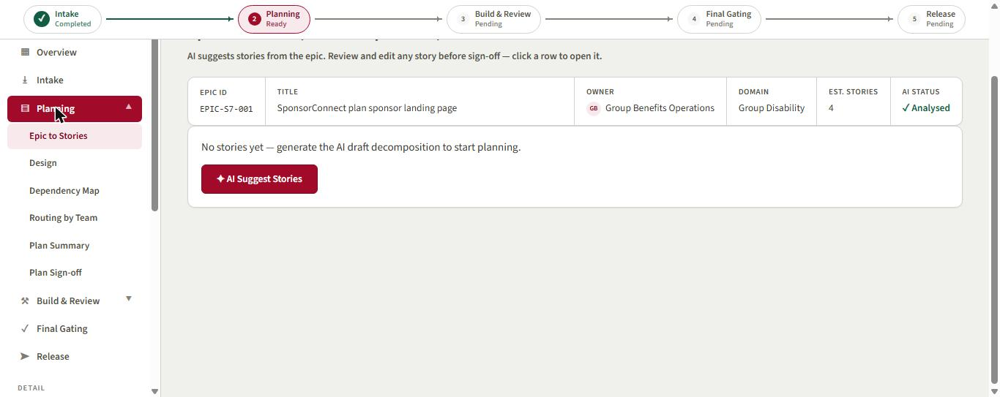 Intake
Completed
2
Planning
Ready
3
Build & Review
Pending
4
Final Gating
Pending
5
Release
Pending
Overview
Intake
Planning
Epic to Stories
Design
Dependency Map
Routing by Team
Plan Summary
Plan Sign-off
Build & Review
Final Gating
Release
DETAIL
AI suggests stories from the epic. Review and edit any story before sign-off — click a row to open it.
EPIC ID
EPIC-S7-001
TITLE
SponsorConnect plan sponsor landing page
OWNER
GB Group Benefits Operations
DOMAIN
Group Disability
EST. STORIES
4
AI STATUS
✓ Analysed
No stories yet — generate the AI draft decomposition to start planning.
✦ AI Suggest Stories